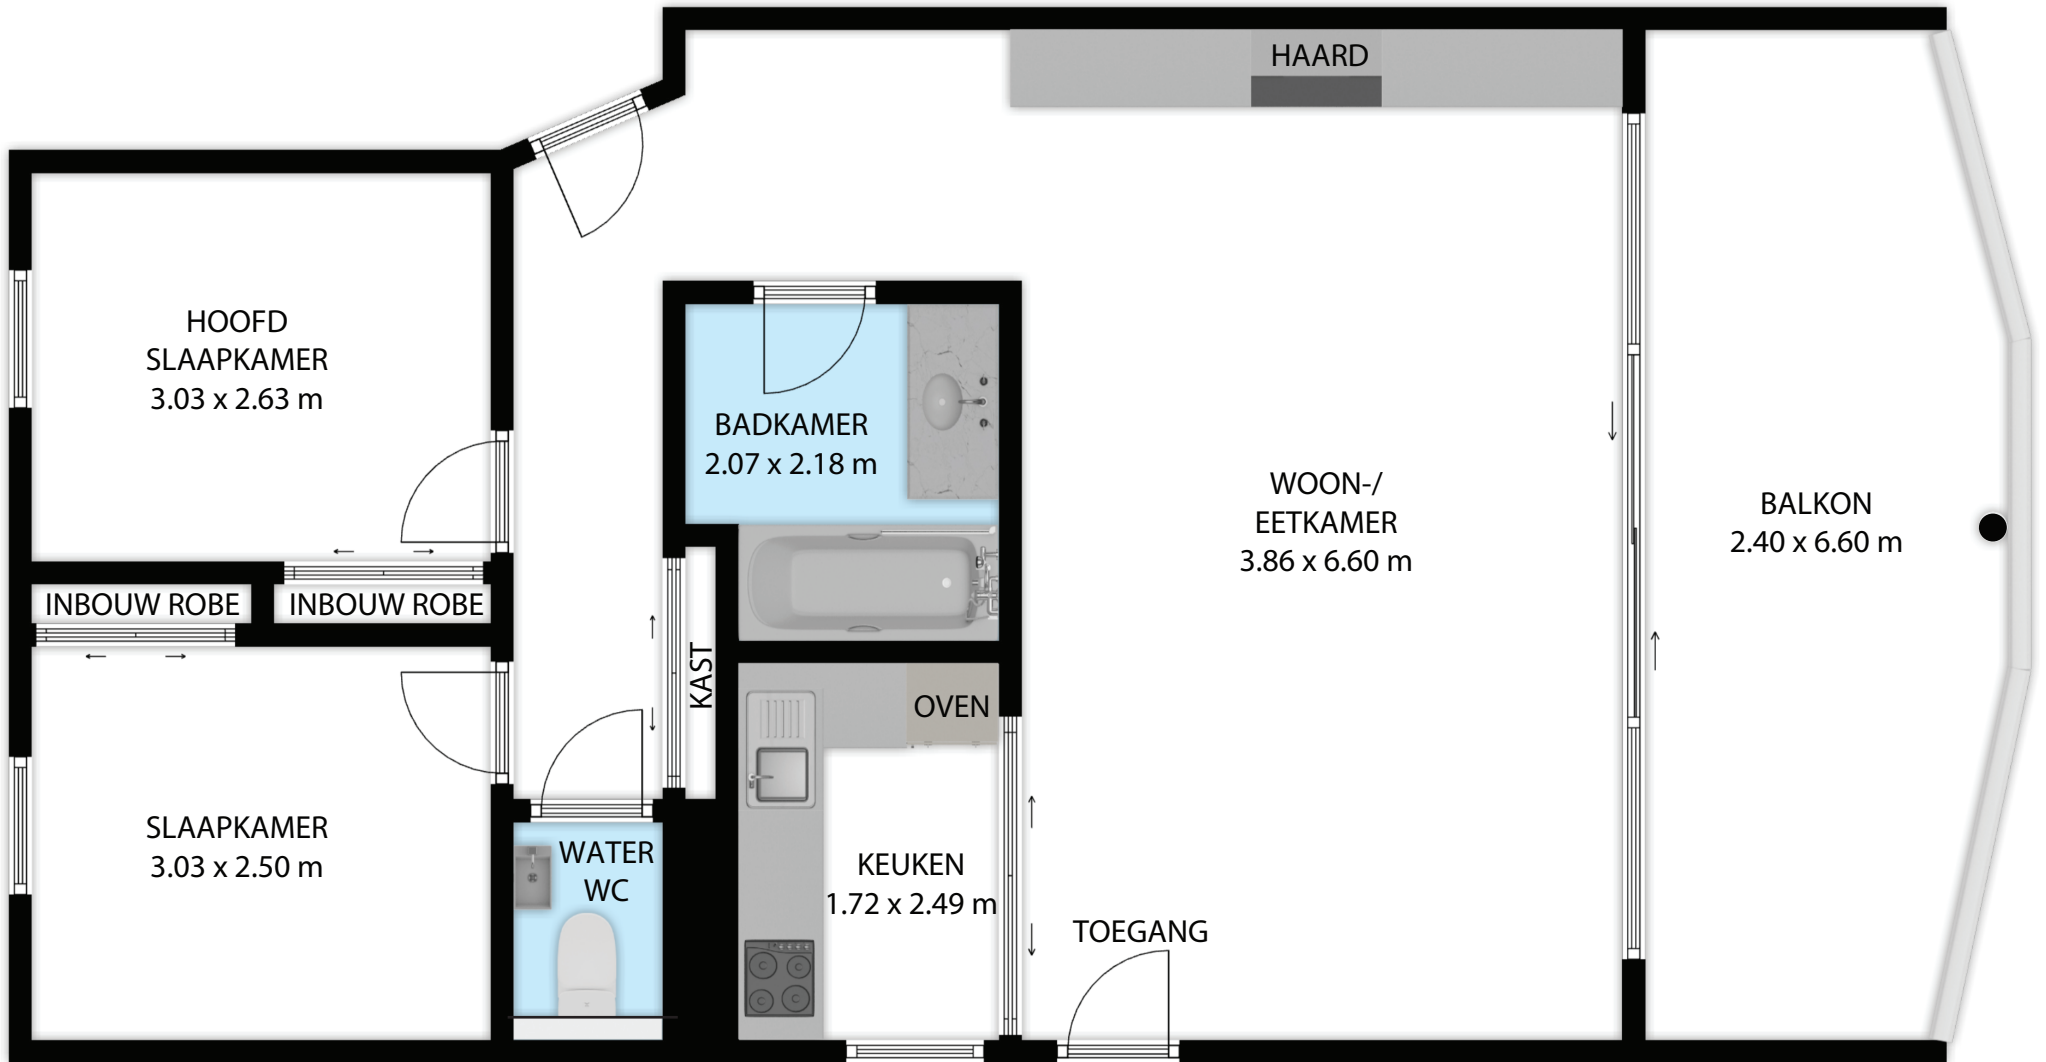 HAARD
HOOFD
SLAAPKAMER
3.03 x 2.63 m
BADKAMER
2.07 x 2.18 m
WOON-/
EETKAMER
3.86 x 6.60 m
BALKON
2.40 x 6.60 m
INBOUW ROBE
INBOUW ROBE
KAST
OVEN
SLAAPKAMER
3.03 x 2.50 m
WATER
WC
KEUKEN
1.72 x 2.49 m
TOEGANG